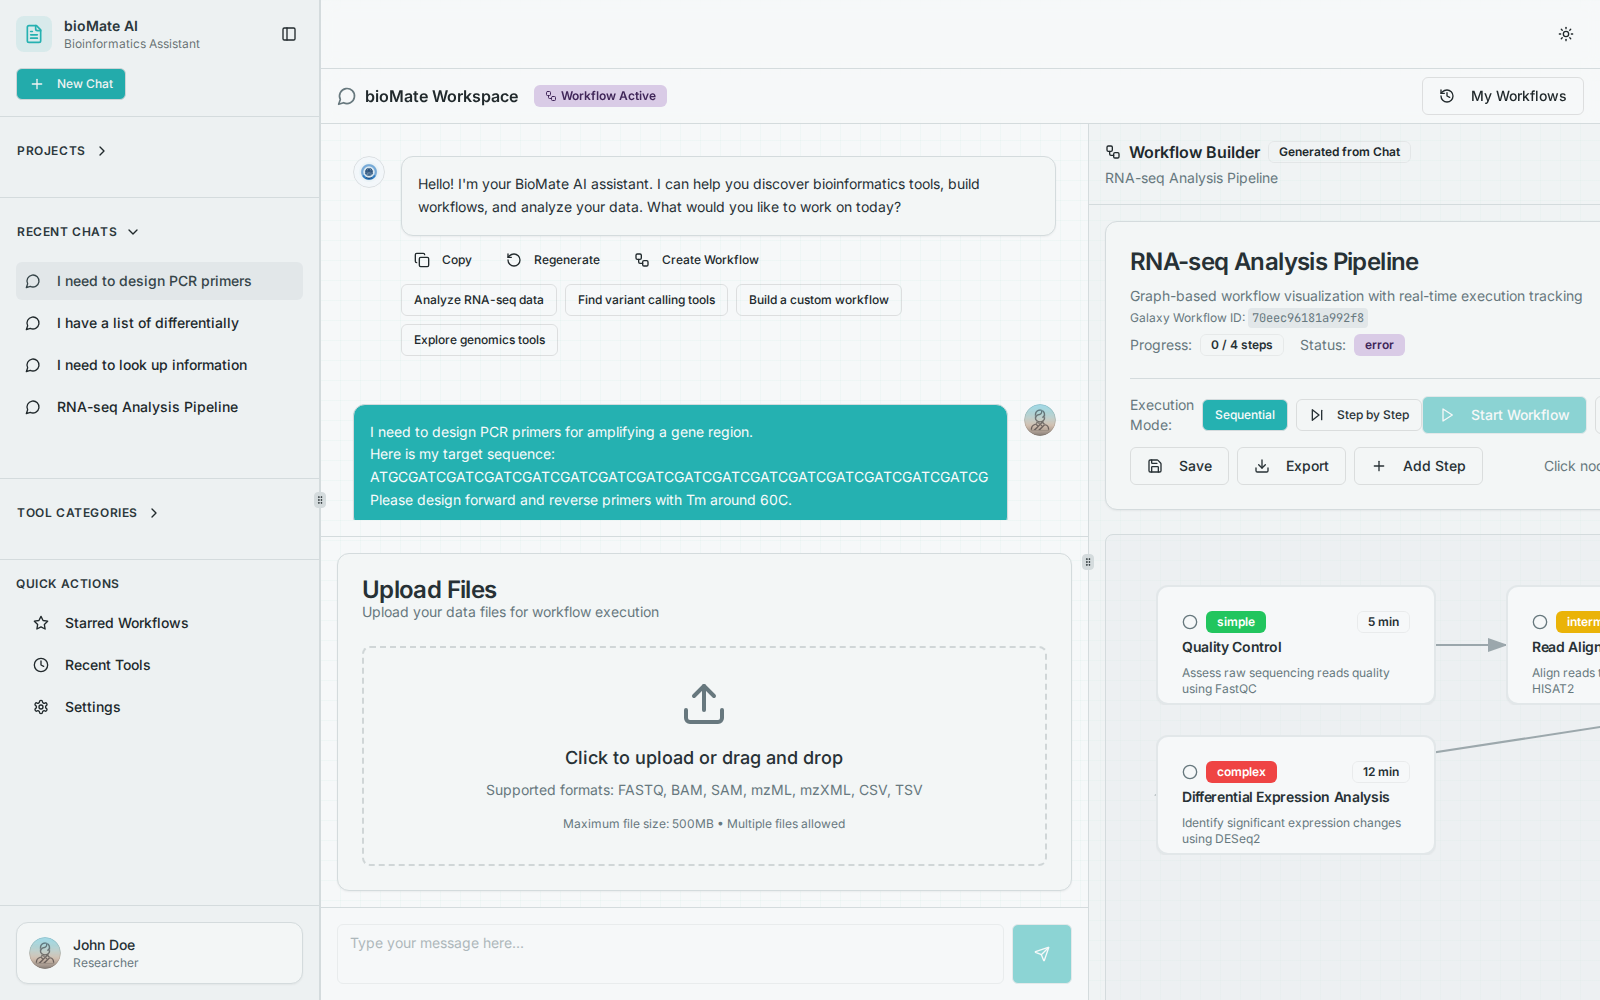 bioMate AI
Bioinformatics Assistant
New Chat
PROJECTS
RECENT CHATS
I need to design PCR primers
I have a list of differentially
I need to look up information
RNA-seq Analysis Pipeline
TOOL CATEGORIES
QUICK ACTIONS
Starred Workflows
Recent Tools
Settings
John Doe
Researcher
bioMate Workspace
Workflow Active
My Workflows
Hello! I'm your BioMate AI assistant. I can help you discover bioinformatics tools, build
workflows, and analyze your data. What would you like to work on today?
Copy
Regenerate
Create Workflow
Analyze RNA-seq data
Find variant calling tools
Build a custom workflow
Explore genomics tools
I need to design PCR primers for amplifying a gene region.
Here is my target sequence:
ATGCGATCGATCGATCGATCGATCGATCGATCGATCGATCGATCGATCGATCGATCGATCG
Please design forward and reverse primers with Tm around 60C.
Upload Files
Upload your data files for workflow execution
Click to upload or drag and drop
Supported formats: FASTQ, BAM, SAM, mzML, mzXML, CSV, TSV
Maximum file size: 500MB • Multiple files allowed
Type your message here...
Workflow Builder
Generated from Chat
RNA-seq Analysis Pipeline
RNA-seq Analysis Pipeline
Graph-based workflow visualization with real-time execution tracking
Galaxy Workflow ID: 70eec96181a992f8
Progress: 0 / 4 steps Status: error
Execution
Mode:
Sequential
Step by Step
Start Workflow
Save
Export
Add Step
Click noc
simple
5 min
Quality Control
Assess raw sequencing reads quality
using FastQC
interm
Read Align
Align reads t
HISAT2
complex
12 min
Differential Expression Analysis
Identify significant expression changes
using DESeq2